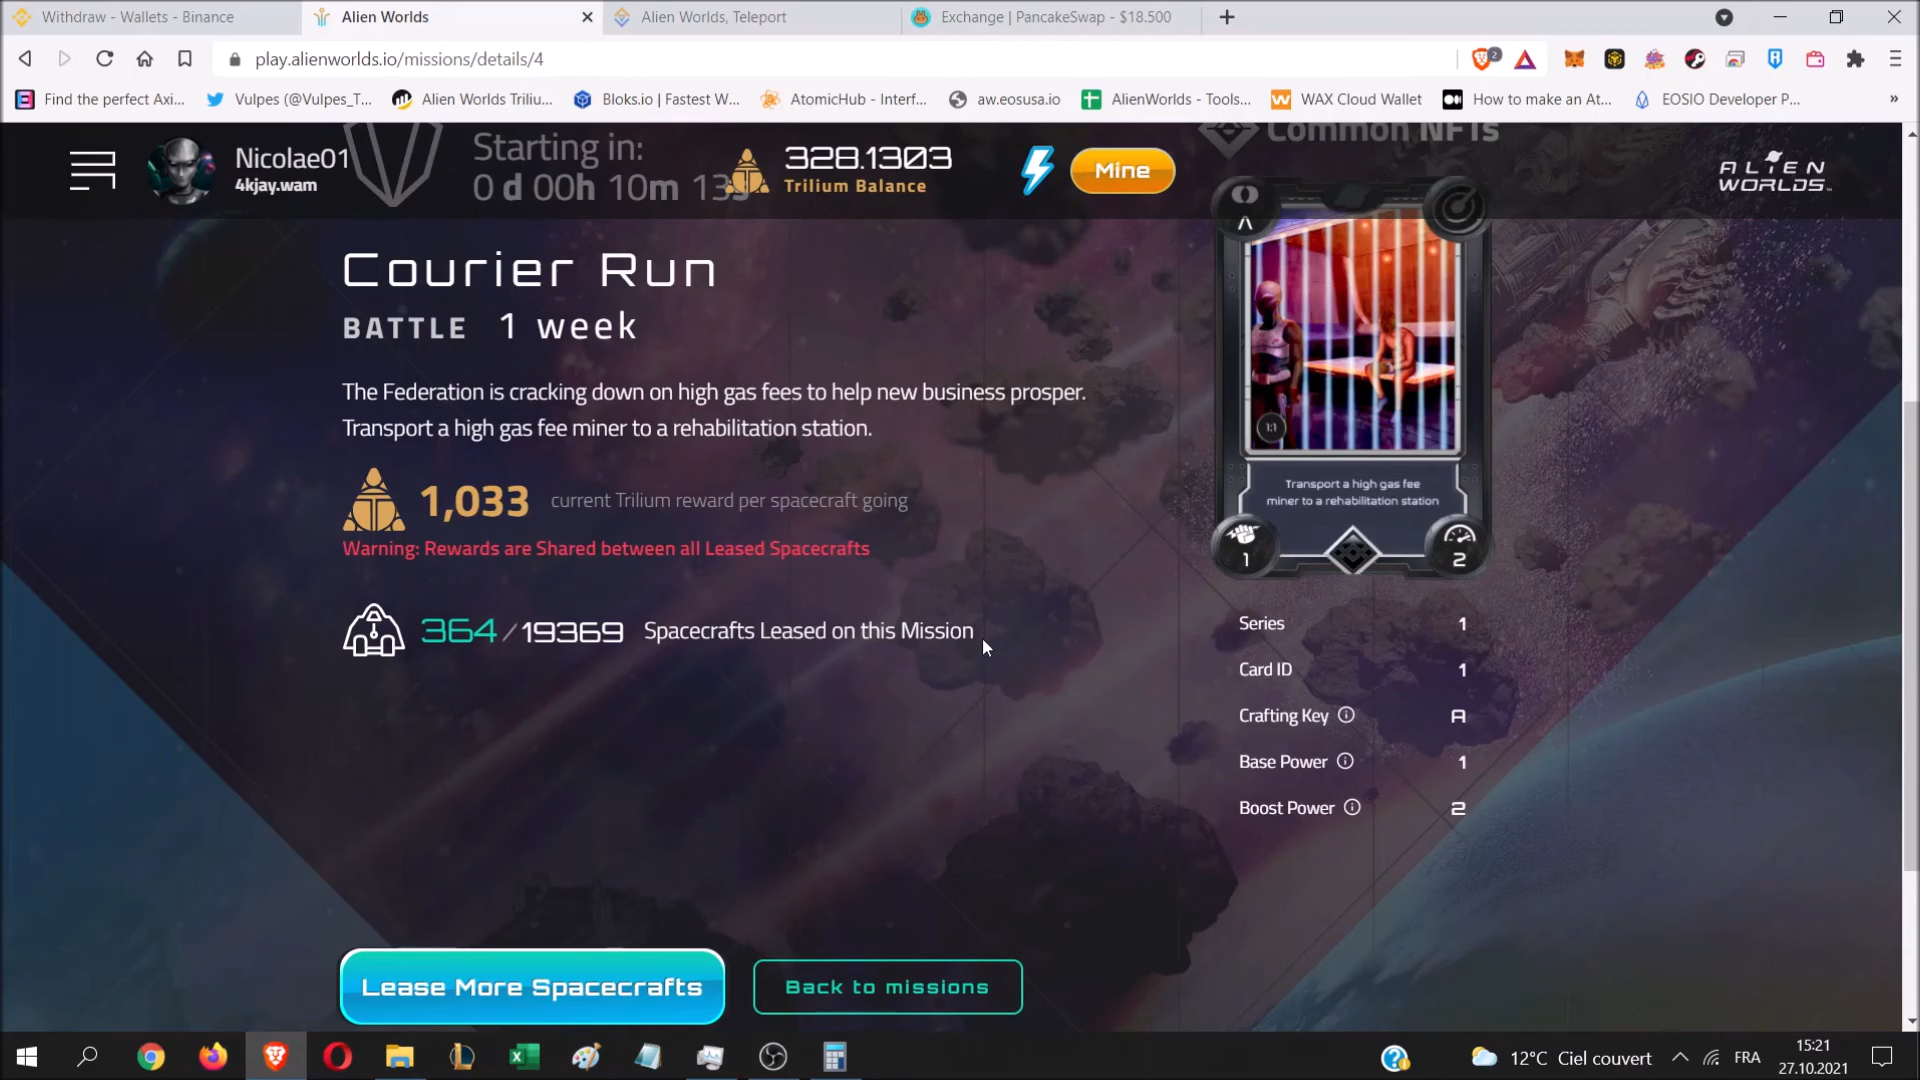 Withdraw - Wallets - Binance
Alien Worlds
Alien Worlds, Teleport
Exchange | PancakeSwap - $18.500
play.alienworlds.io/missions/details/4
2
Find the perfect Axi...
Vulpes (@Vulpes_T...
Alien Worlds Triliu...
Bloks.io | Fastest W...
AtomicHub - Interf...
aw.eosusa.io
AlienWorlds - Tools...
WAX Cloud Wallet
How to make an At...
EOSIO Developer P...
»
Nicolae01
4kjay.wam
Starting in:
0 d 00h 10m 13s
328.1303
Trilium Balance
Mine
Common NFTs
ALIEN
WORLDS
Courier Run
BATTLE 1 week
The Federation is cracking down on high gas fees to help new business prosper.
Transport a high gas fee miner to a rehabilitation station.
1,033 current Trilium reward per spacecraft going
Warning: Rewards are Shared between all Leased Spacecrafts
364/19369 Spacecrafts Leased on this Mission
1:1
Transport a high gas fee
miner to a rehabilitation station
1
2
Series 1
Card ID 1
Crafting Key A
Base Power 1
Boost Power 2
Lease More Spacecrafts
Back to missions
12°C Ciel couvert
FRA
15:21
27.10.2021